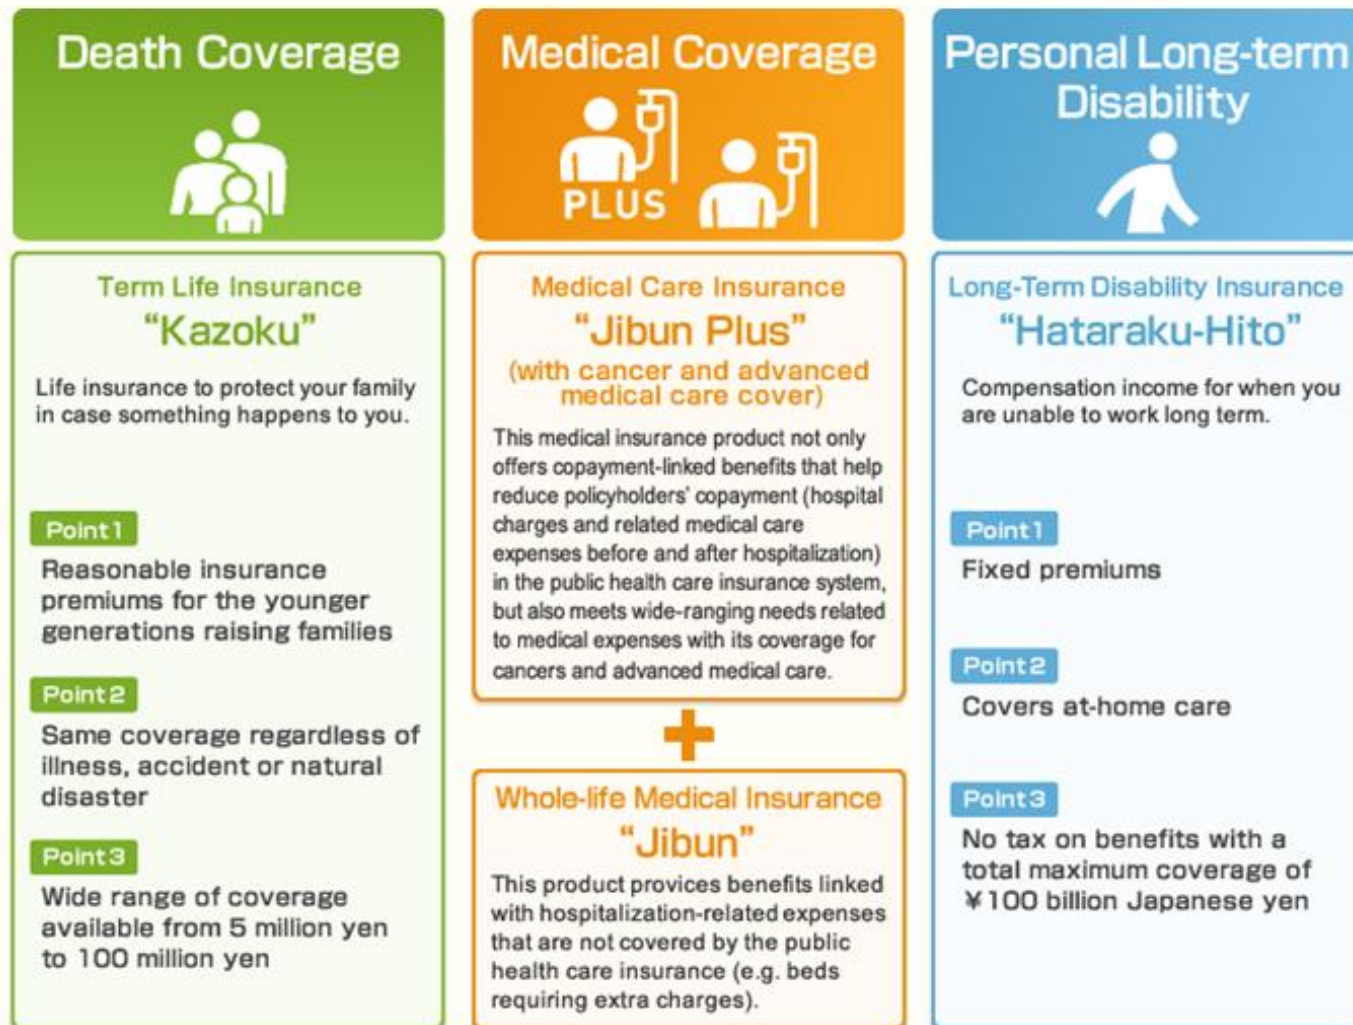 Death Coverage
Term Life Insurance
“Kazoku”
Life insurance to protect your family
in case something happens to you.
Point1
Reasonable insurance
premiums for the younger
generations raising families
Point2
Same coverage regardless of
illness, accident or natural
disaster
Point3
Wide range of coverage
available from 5 million yen
to 100 million yen
Medical Coverage
PLUS
Medical Care Insurance
“Jibun Plus”
(with cancer and advanced
medical care cover)
This medical insurance product not only
offers copayment-linked benefits that help
reduce policyholders’ copayment (hospital
charges and related medical care
expenses before and after hospitalization)
in the public health care insurance system,
but also meets wide-ranging needs related
to medical expenses with its coverage for
cancers and advanced medical care.
+
Whole-life Medical Insurance
“Jibun”
This product provices benefits linked
with hospitalization-related expenses
that are not covered by the public
health care insurance (e.g. beds
requiring extra charges).
Personal Long-term
Disability
Long-Term Disability Insurance
“Hataraku-Hito”
Compensation income for when you
are unable to work long term.
Point1
Fixed premiums
Point2
Covers at-home care
Point3
No tax on benefits with a
total maximum coverage of
¥100 billion Japanese yen